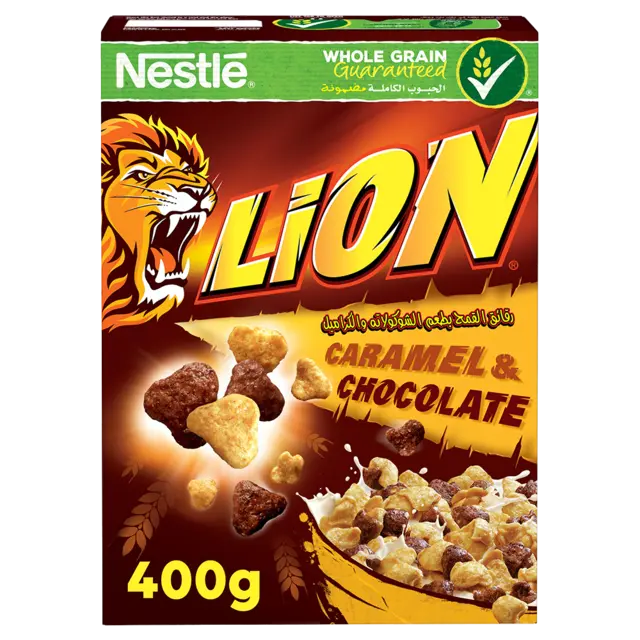 Nestlé®
WHOLE GRAIN
Guaranteed
الحبوب الكاملة مضمونة
LION®
رقائق القمح بطعم الشوكولاته والكراميل
CARAMEL &
CHOCOLATE
400g